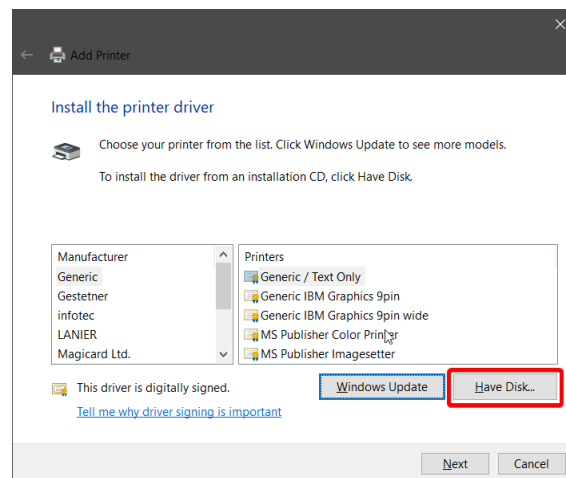 Add Printer
Install the printer driver
Choose your printer from the list. Click Windows Update to see more models.
To install the driver from an installation CD, click Have Disk.
Manufacturer
Generic
Gestetner
infotec
LANIER
Magicard Ltd.
Printers
Generic / Text Only
Generic IBM Graphics 9pin
Generic IBM Graphics 9pin wide
MS Publisher Color Printer
MS Publisher Imagesetter
This driver is digitally signed.
Tell me why driver signing is important
Windows Update
Have Disk...
Next
Cancel